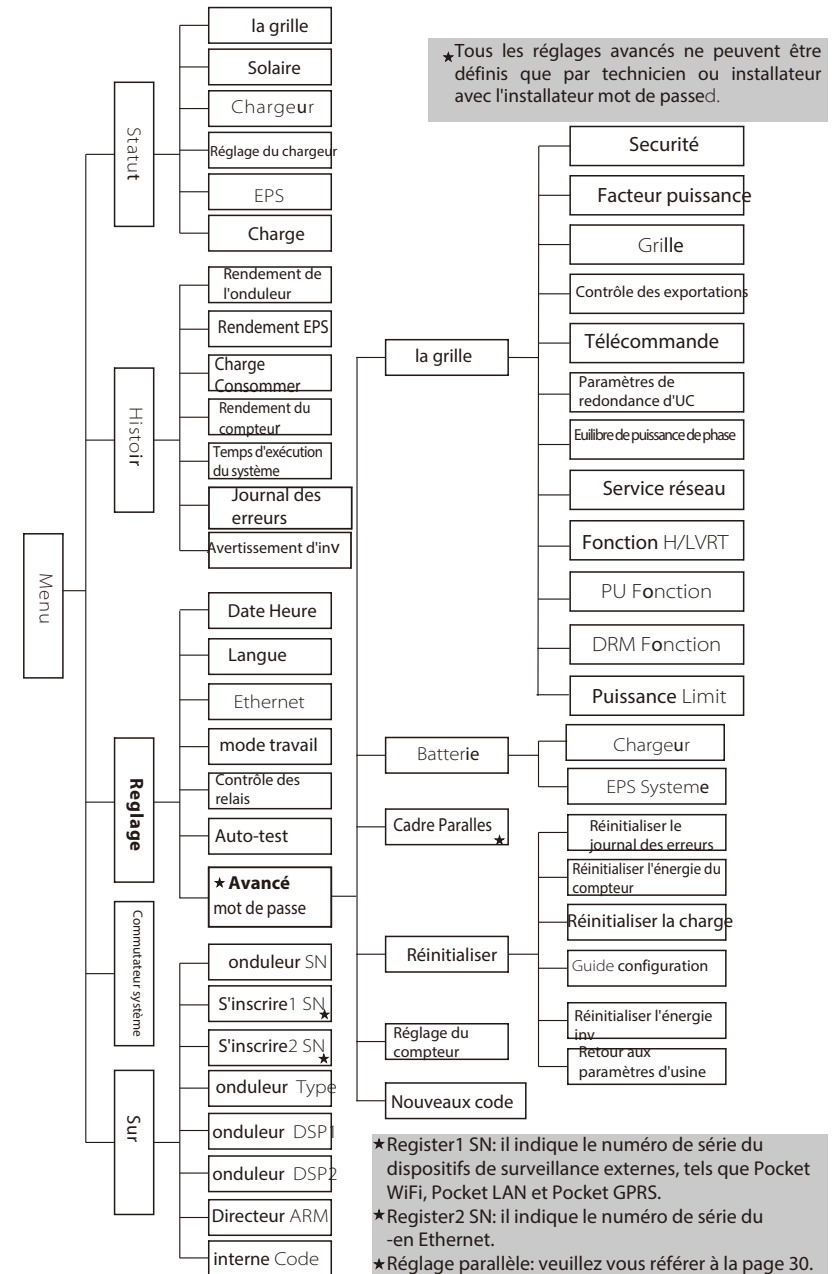 Menu
Statut
la grille
Solaire
Chargeur
Réglage du chargeur
EPS
Charge
Histoir
Rendement de
l'onduleur
Rendement EPS
Charge
Consommer
Rendement du
compteur
Temps d'exécution
du système
Journal des
erreurs
Avertissement d'inv
Reglage
Date Heure
Langue
Ethernet
mode travail
Contrôle des
relais
Auto-test
★ Avancé
mot de passe
Commutateur système
Sur
onduleur SN
S'inscrire1 SN
★
S'inscrire2 SN
★
onduleur Type
onduleur DSP1
onduleur DSP2
Directeur ARM
interne Code
★Tous les réglages avancés ne peuvent être
définis que par technicien ou installateur
avec l'installateur mot de passed.
la grille
Securité
Facteur puissance
Grille
Contrôle des exportations
Télécommande
Paramètres de
redondance d'UC
Euilibre de puissance de phase
Service réseau
Fonction H/LVRT
PU Fonction
DRM Fonction
Puissance Limit
Batterie
Chargeur
EPS Systeme
Cadre Paralles
★
Réinitialiser
Réinitialiser le
journal des erreurs
Réinitialiser l'énergie du
compteur
Réinitialiser la charge
Guide configuration
Réinitialiser l'énergie
inv
Retour aux
paramètres d'usine
Réglage du
compteur
Nouveaux code
★Register1 SN: il indique le numéro de série du
dispositifs de surveillance externes, tels que Pocket
WiFi, Pocket LAN et Pocket GPRS.
★Register2 SN: il indique le numéro de série du
-en Ethernet.
★Réglage parallèle: veuillez vous référer à la page 30.